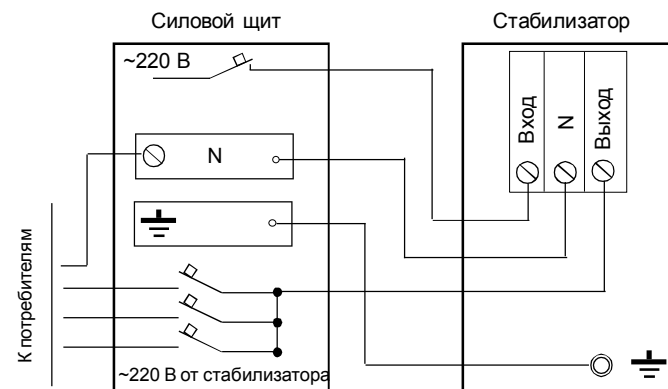 Силовой щит
Стабилизатор
~220 В
Вход
N
Выход
N
К потребителям
~220 В от стабилизатора